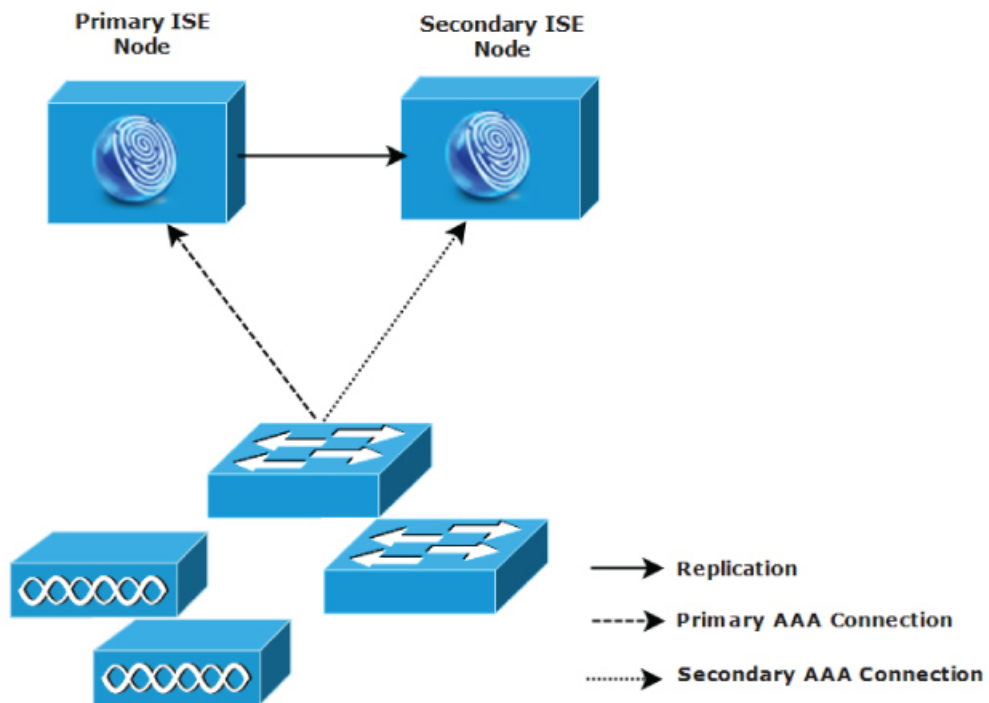 Primary ISE
Node
Secondary ISE
Node
Replication
Primary AAA Connection
Secondary AAA Connection